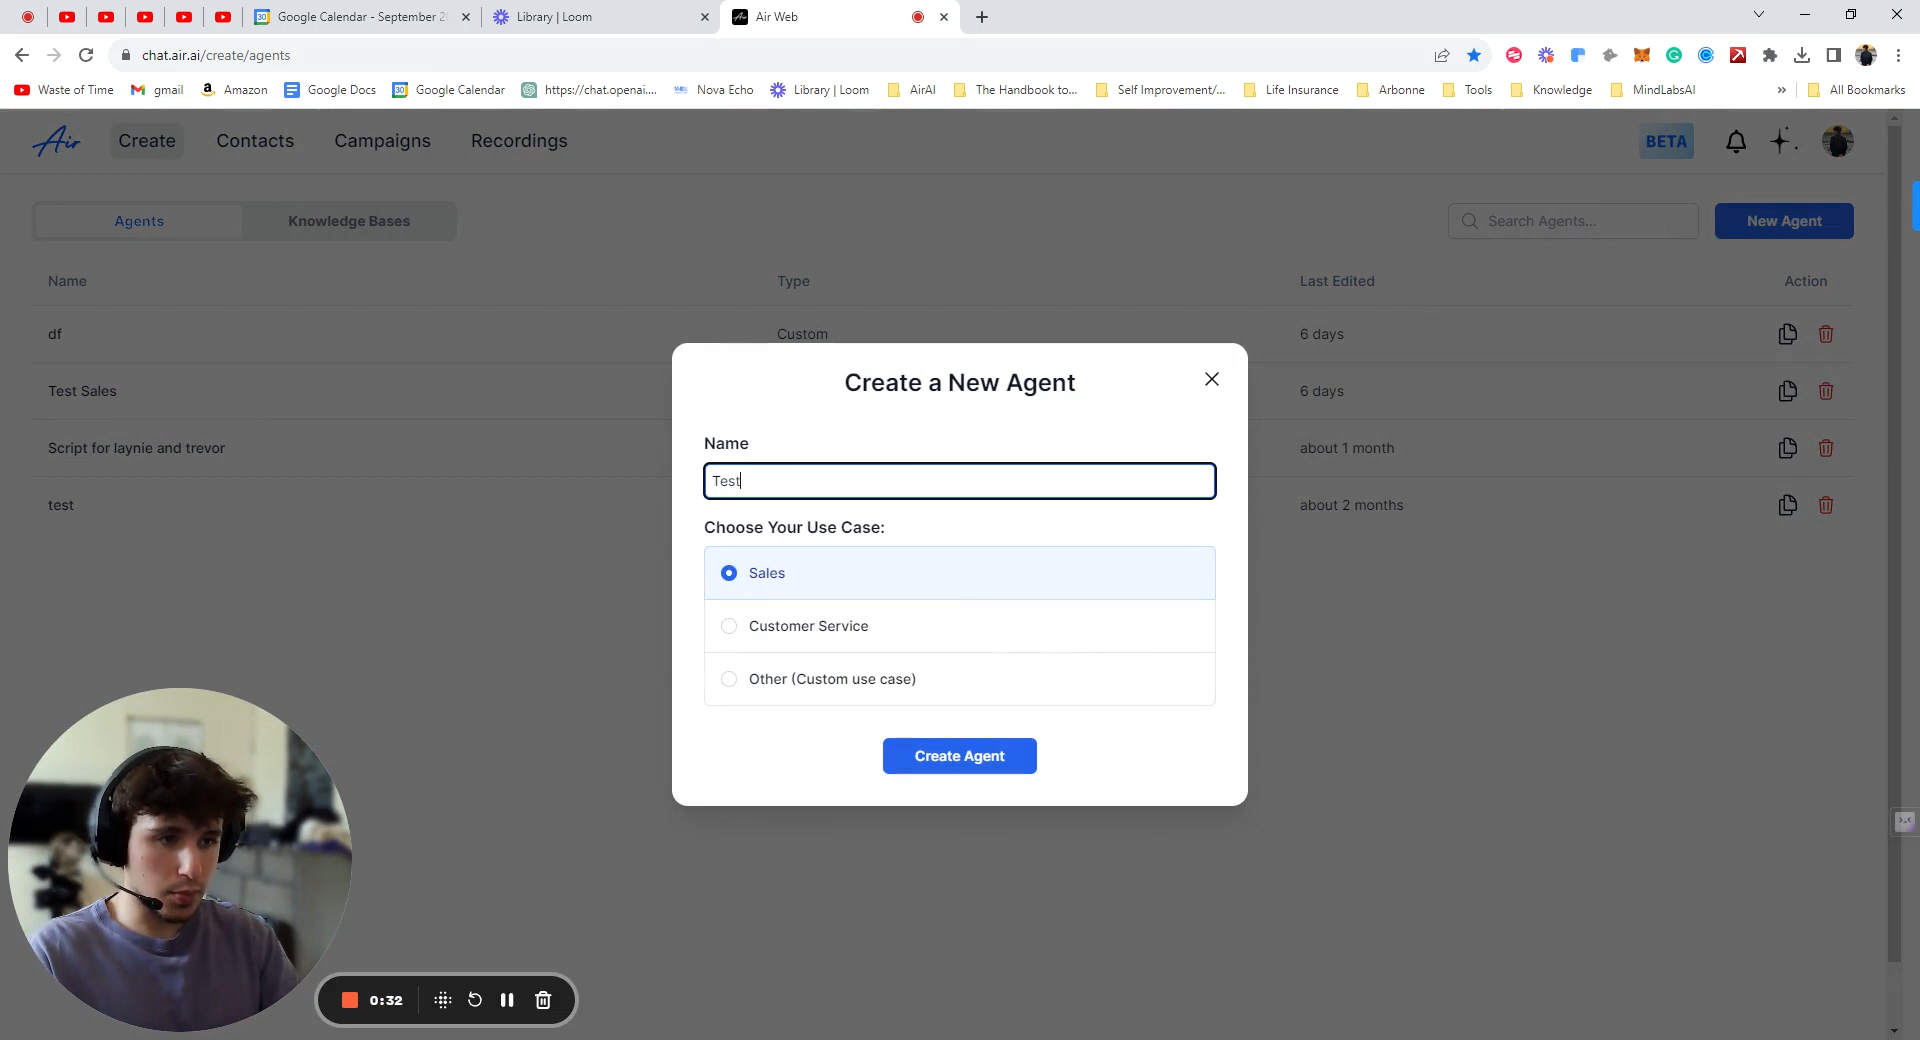 Google Calendar - September 2
Library | Loom
Air Web
chat.air.ai/create/agents
Waste of Time
gmail
Amazon
Google Docs
Google Calendar
https://chat.openai....
Nova Echo
Library | Loom
AirAI
The Handbook to...
Self Improvement/...
Life Insurance
Arbonne
Tools
Knowledge
MindLabsAI
»
All Bookmarks
Air
Create
Contacts
Campaigns
Recordings
BETA
Agents
Knowledge Bases
Search Agents...
New Agent
Name
Type
Last Edited
Action
df
Custom
6 days
Test Sales
6 days
Script for laynie and trevor
about 1 month
test
about 2 months
Create a New Agent
Name
Test
Choose Your Use Case:
Sales
Customer Service
Other (Custom use case)
Create Agent
0:32